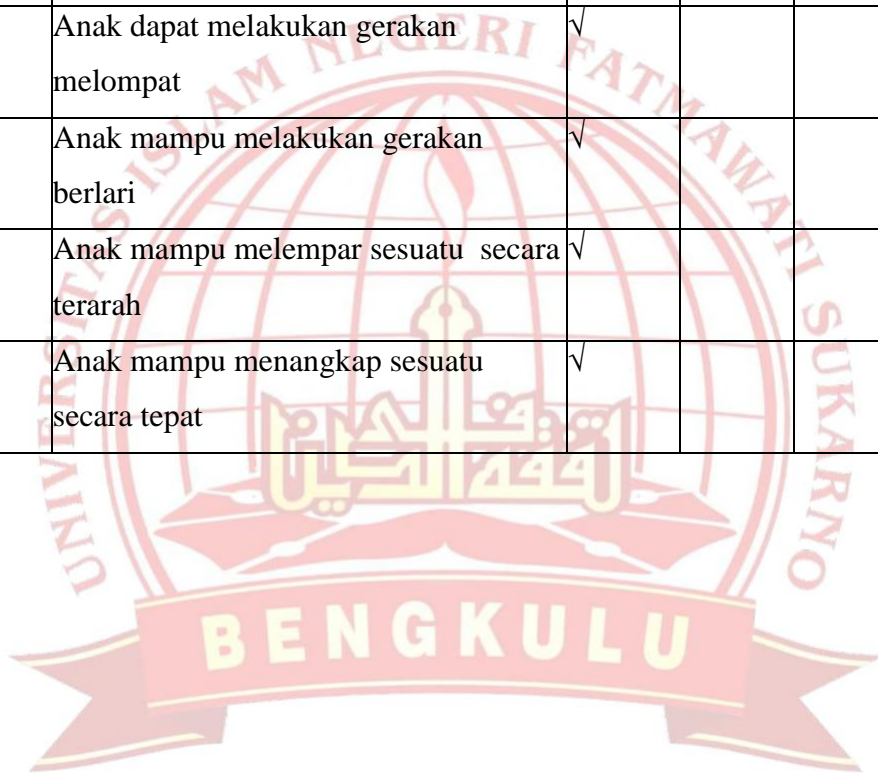 Anak dapat melakukan gerakan √
melompat
Anak mampu melakukan gerakan √
berlari
Anak mampu melempar sesuatu secara √
terarah
Anak mampu menangkap sesuatu √
secara tepat
UNIVERSITAS ISLAM NEGERI FATMAWATI SUKARNO
BENGKULU